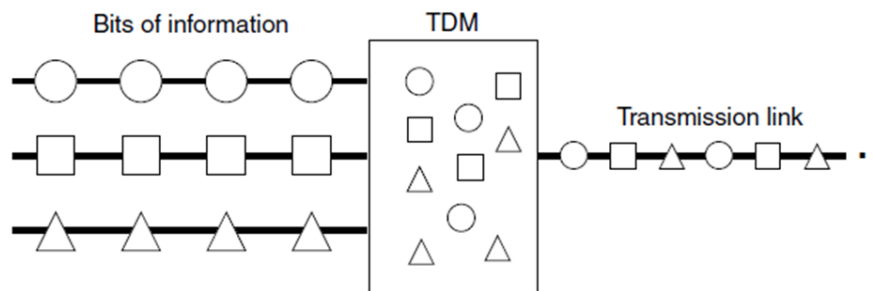 Bits of information
TDM
Transmission link